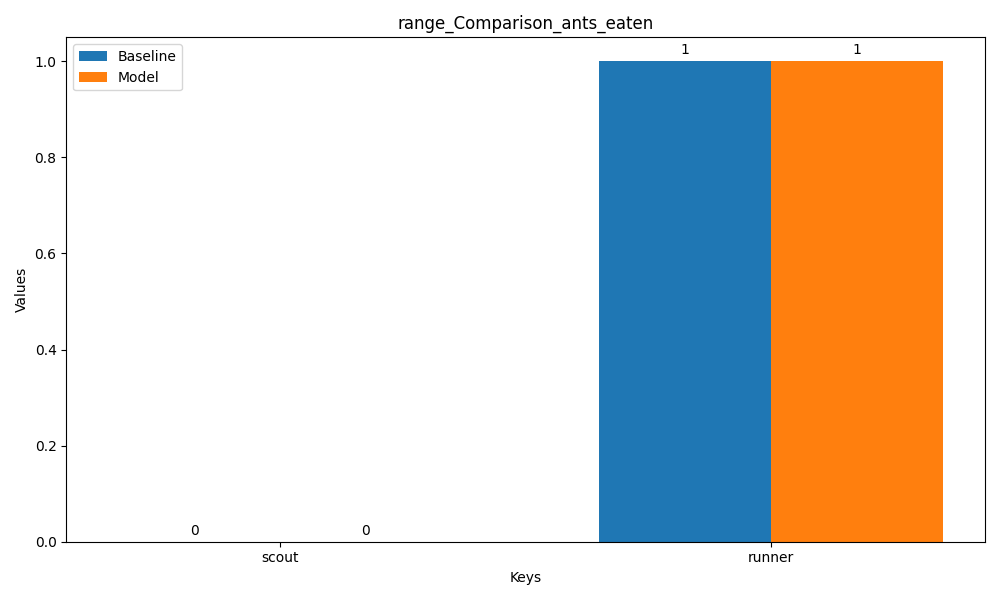 range_Comparison_ants_eaten
Baseline
Model
1 1
1.0
0.8
0.6
0.4
0.2
0.0
Values
0 0
scout runner
Keys